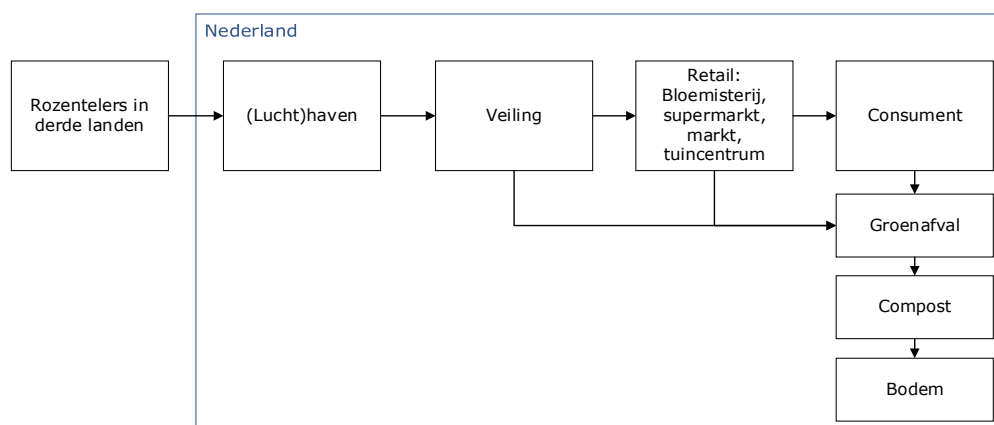 Nederland
Rozentelers in
derde landen
(Lucht)haven
Veiling
Retail:
Bloemisterij,
supermarkt,
markt,
tuincentrum
Consument
Groenafval
Compost
Bodem